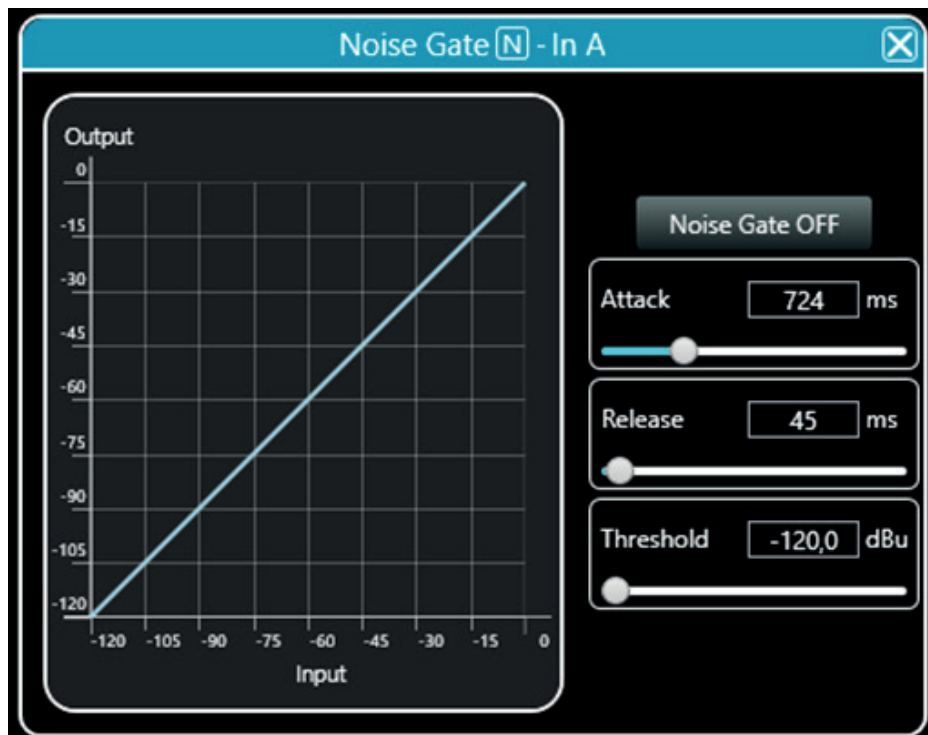 Noise Gate N - In A
Output
0
-15
-30
-45
-60
-75
-90
-105
-120
-120 -105 -90 -75 -60 -45 -30 -15 0
Input
Noise Gate OFF
Attack 724 ms
Release 45 ms
Threshold -120,0 dBu